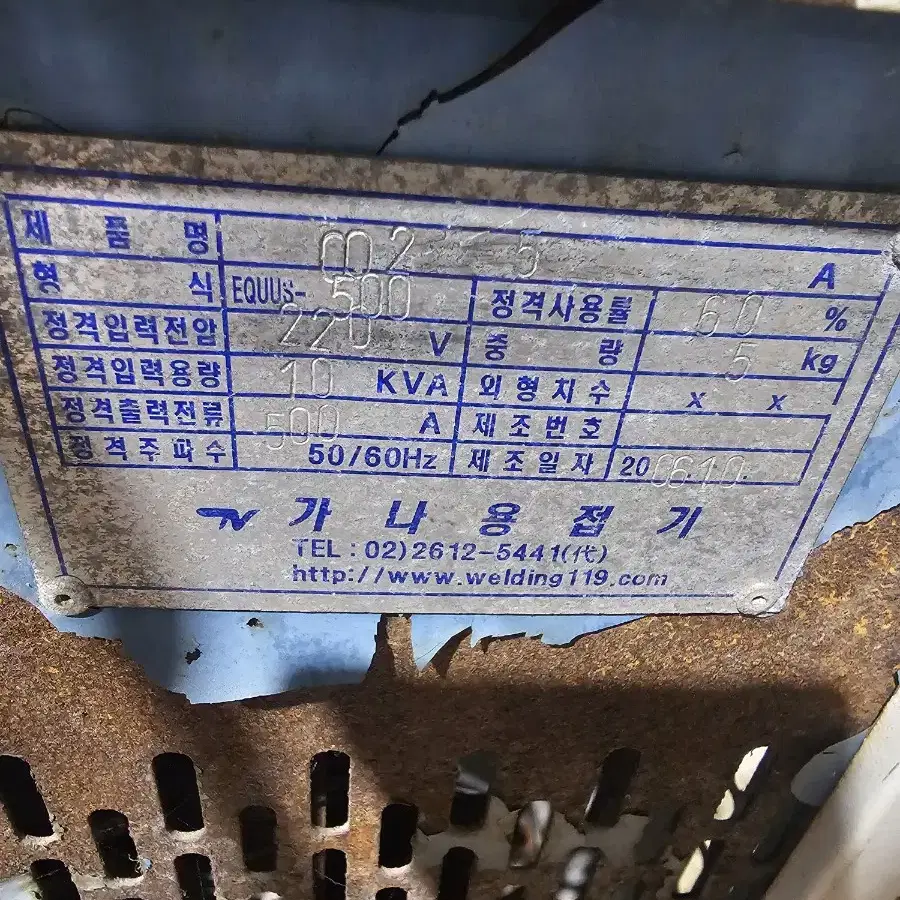 제품명 A
형식 EQUUS-500 정격사용률 60 %
정격입력전압 220 V 중량 5 kg
정격입력용량 10 KVA 외형치수 x x
정격출력전류 500 A 제조번호
정격주파수 50/60Hz 제조일자 20 06.10.
가나용접기
TEL : 02)2612-5441(代)
http://www.welding119.com